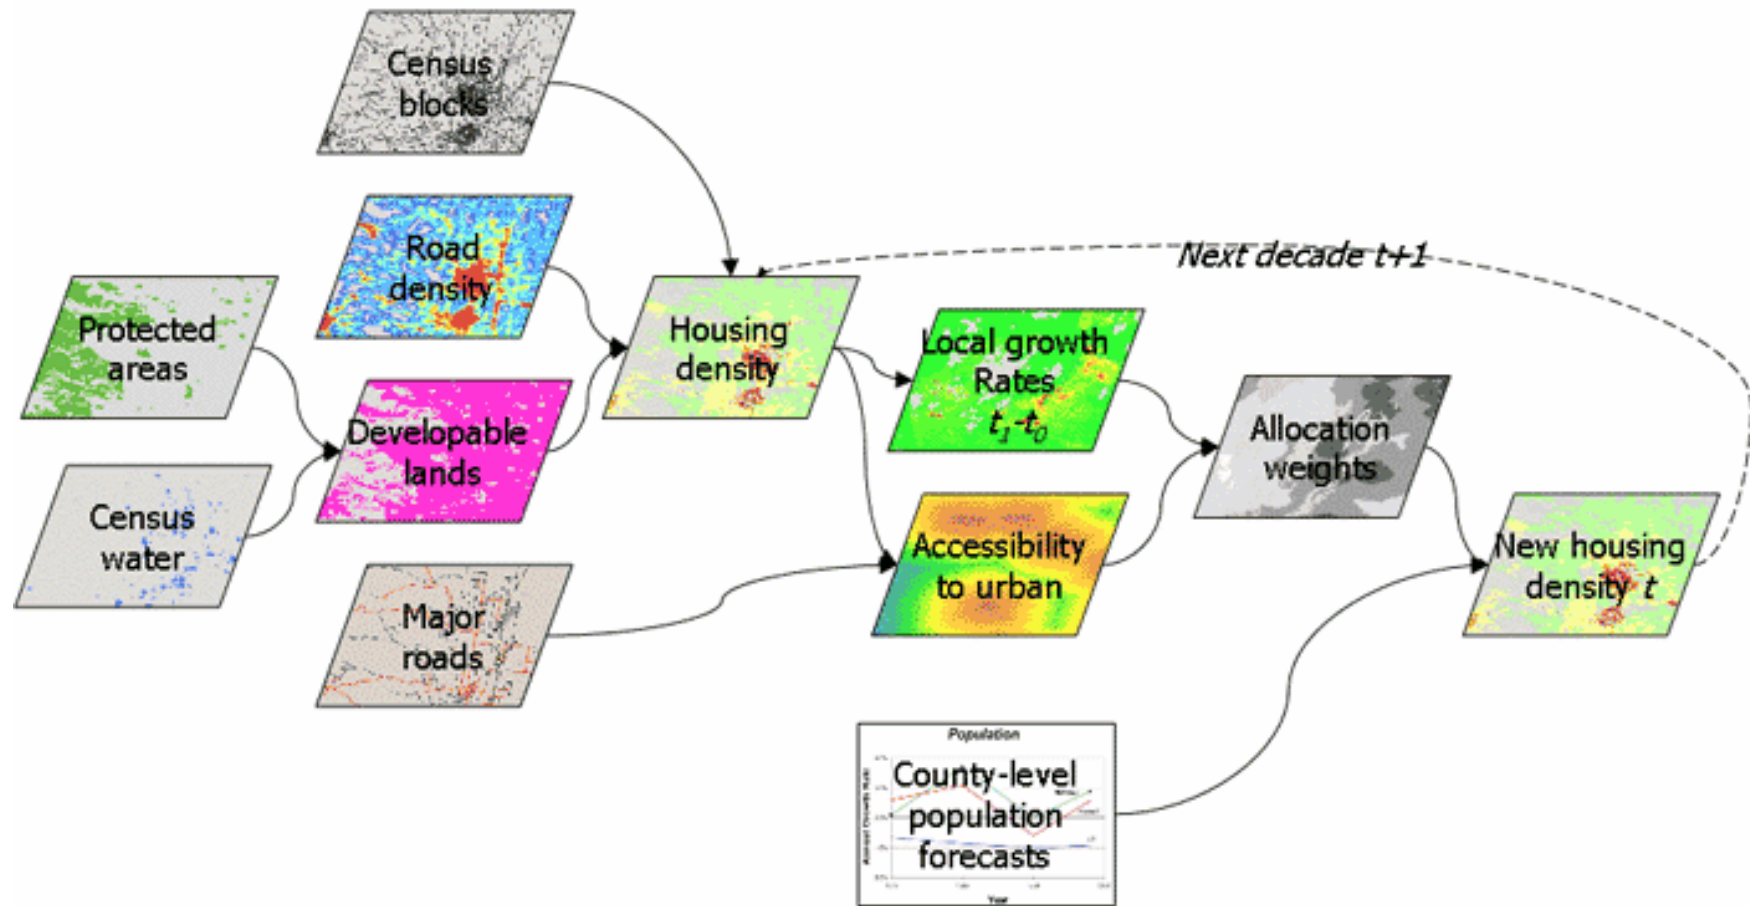 Census
blocks
Road
density
Next decade t+1
Protected
areas
Housing
density
Local growth
Rates
t₁-t₀
Developable
lands
Allocation
weights
Census
water
Accessibility
to urban
New housing
density t
Major
roads
Population
County-level
population
forecasts
Year